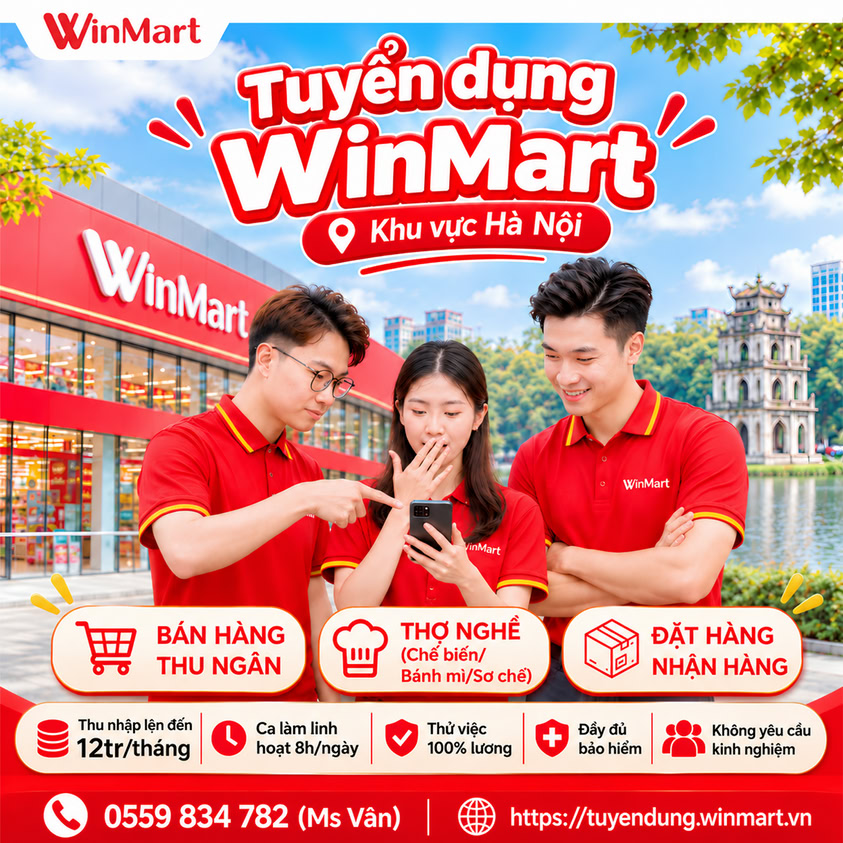 WinMart
Tuyển dụng
WinMart
Khu vực Hà Nội
WinMart
WinMart
WinMart
BÁN HÀNG
THU NGÂN
THỢ NGHỀ
(Chế biến/
Bánh mì/Sơ chế)
ĐẶT HÀNG
NHẬN HÀNG
Thu nhập lên đến
12tr/tháng
Ca làm linh
hoạt 8h/ngày
Thử việc
100% lương
Đầy đủ
bảo hiểm
Không yêu cầu
kinh nghiệm
0559 834 782 (Ms Vân)
https://tuyendung.winmart.vn